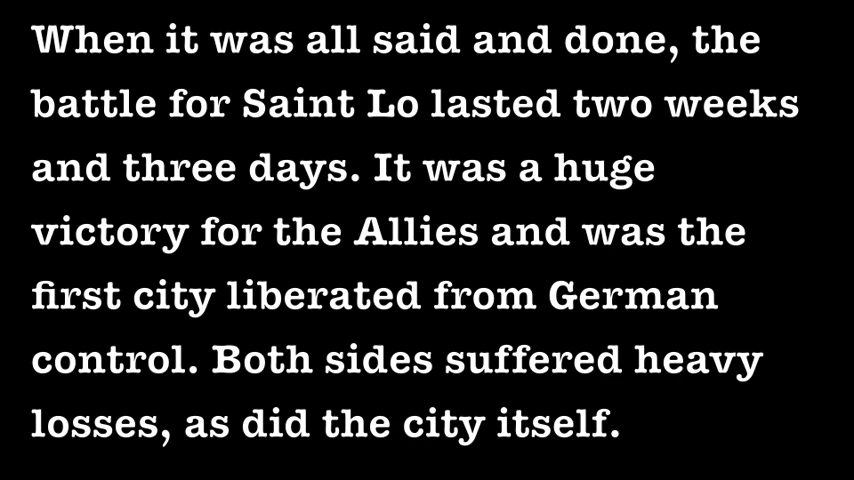 When it was all said and done, the
battle for Saint Lo lasted two weeks
and three days. It was a huge
victory for the Allies and was the
first city liberated from German
control. Both sides suffered heavy
losses, as did the city itself.